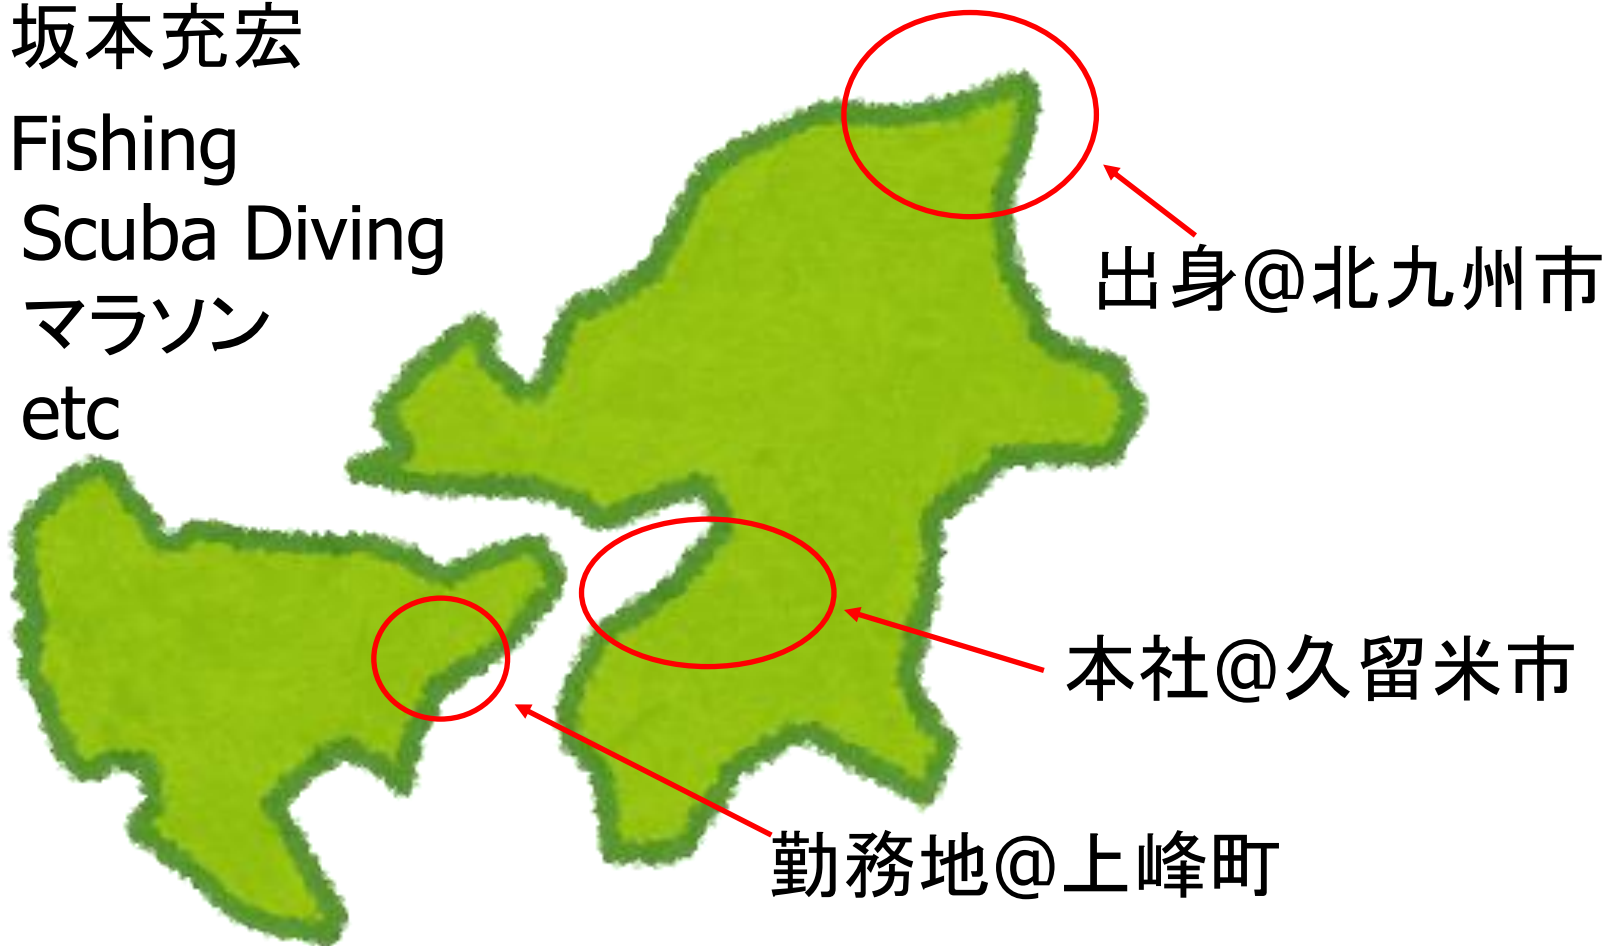 坂本充宏
Fishing
Scuba Diving
マラソン
etc
出身@北九州市
本社@久留米市
勤務地@上峰町